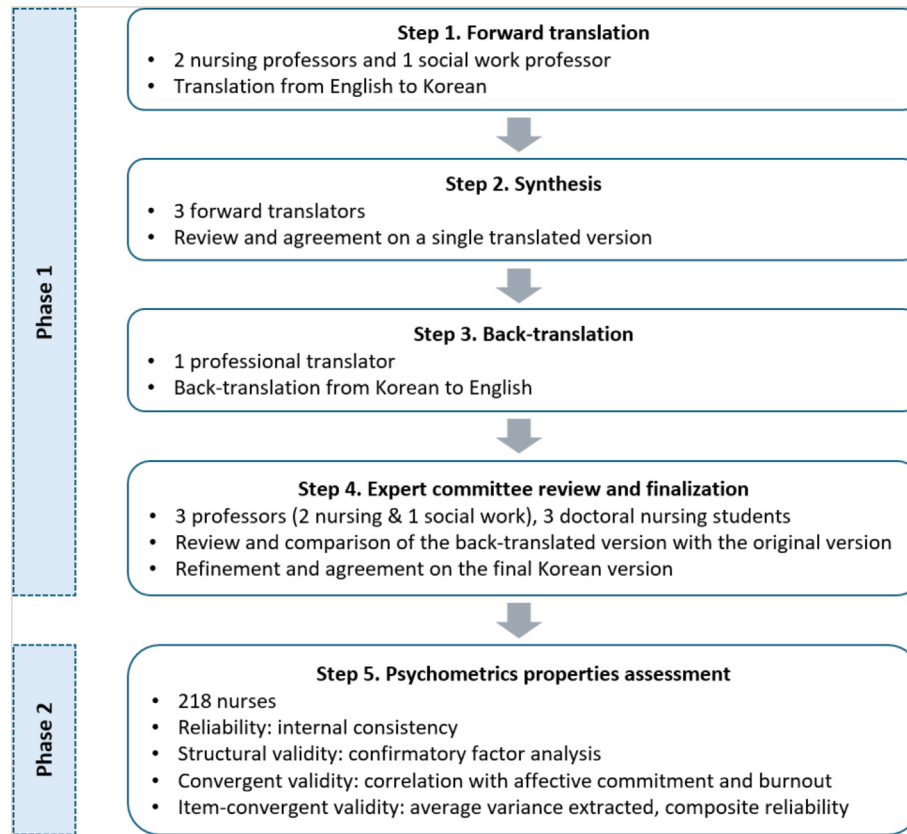 Phase 1
Step 1. Forward translation
• 2 nursing professors and 1 social work professor
• Translation from English to Korean
Step 2. Synthesis
• 3 forward translators
• Review and agreement on a single translated version
Step 3. Back-translation
• 1 professional translator
• Back-translation from Korean to English
Step 4. Expert committee review and finalization
• 3 professors (2 nursing & 1 social work), 3 doctoral nursing students
• Review and comparison of the back-translated version with the original version
• Refinement and agreement on the final Korean version
Phase 2
Step 5. Psychometrics properties assessment
• 218 nurses
• Reliability: internal consistency
• Structural validity: confirmatory factor analysis
• Convergent validity: correlation with affective commitment and burnout
• Item-convergent validity: average variance extracted, composite reliability